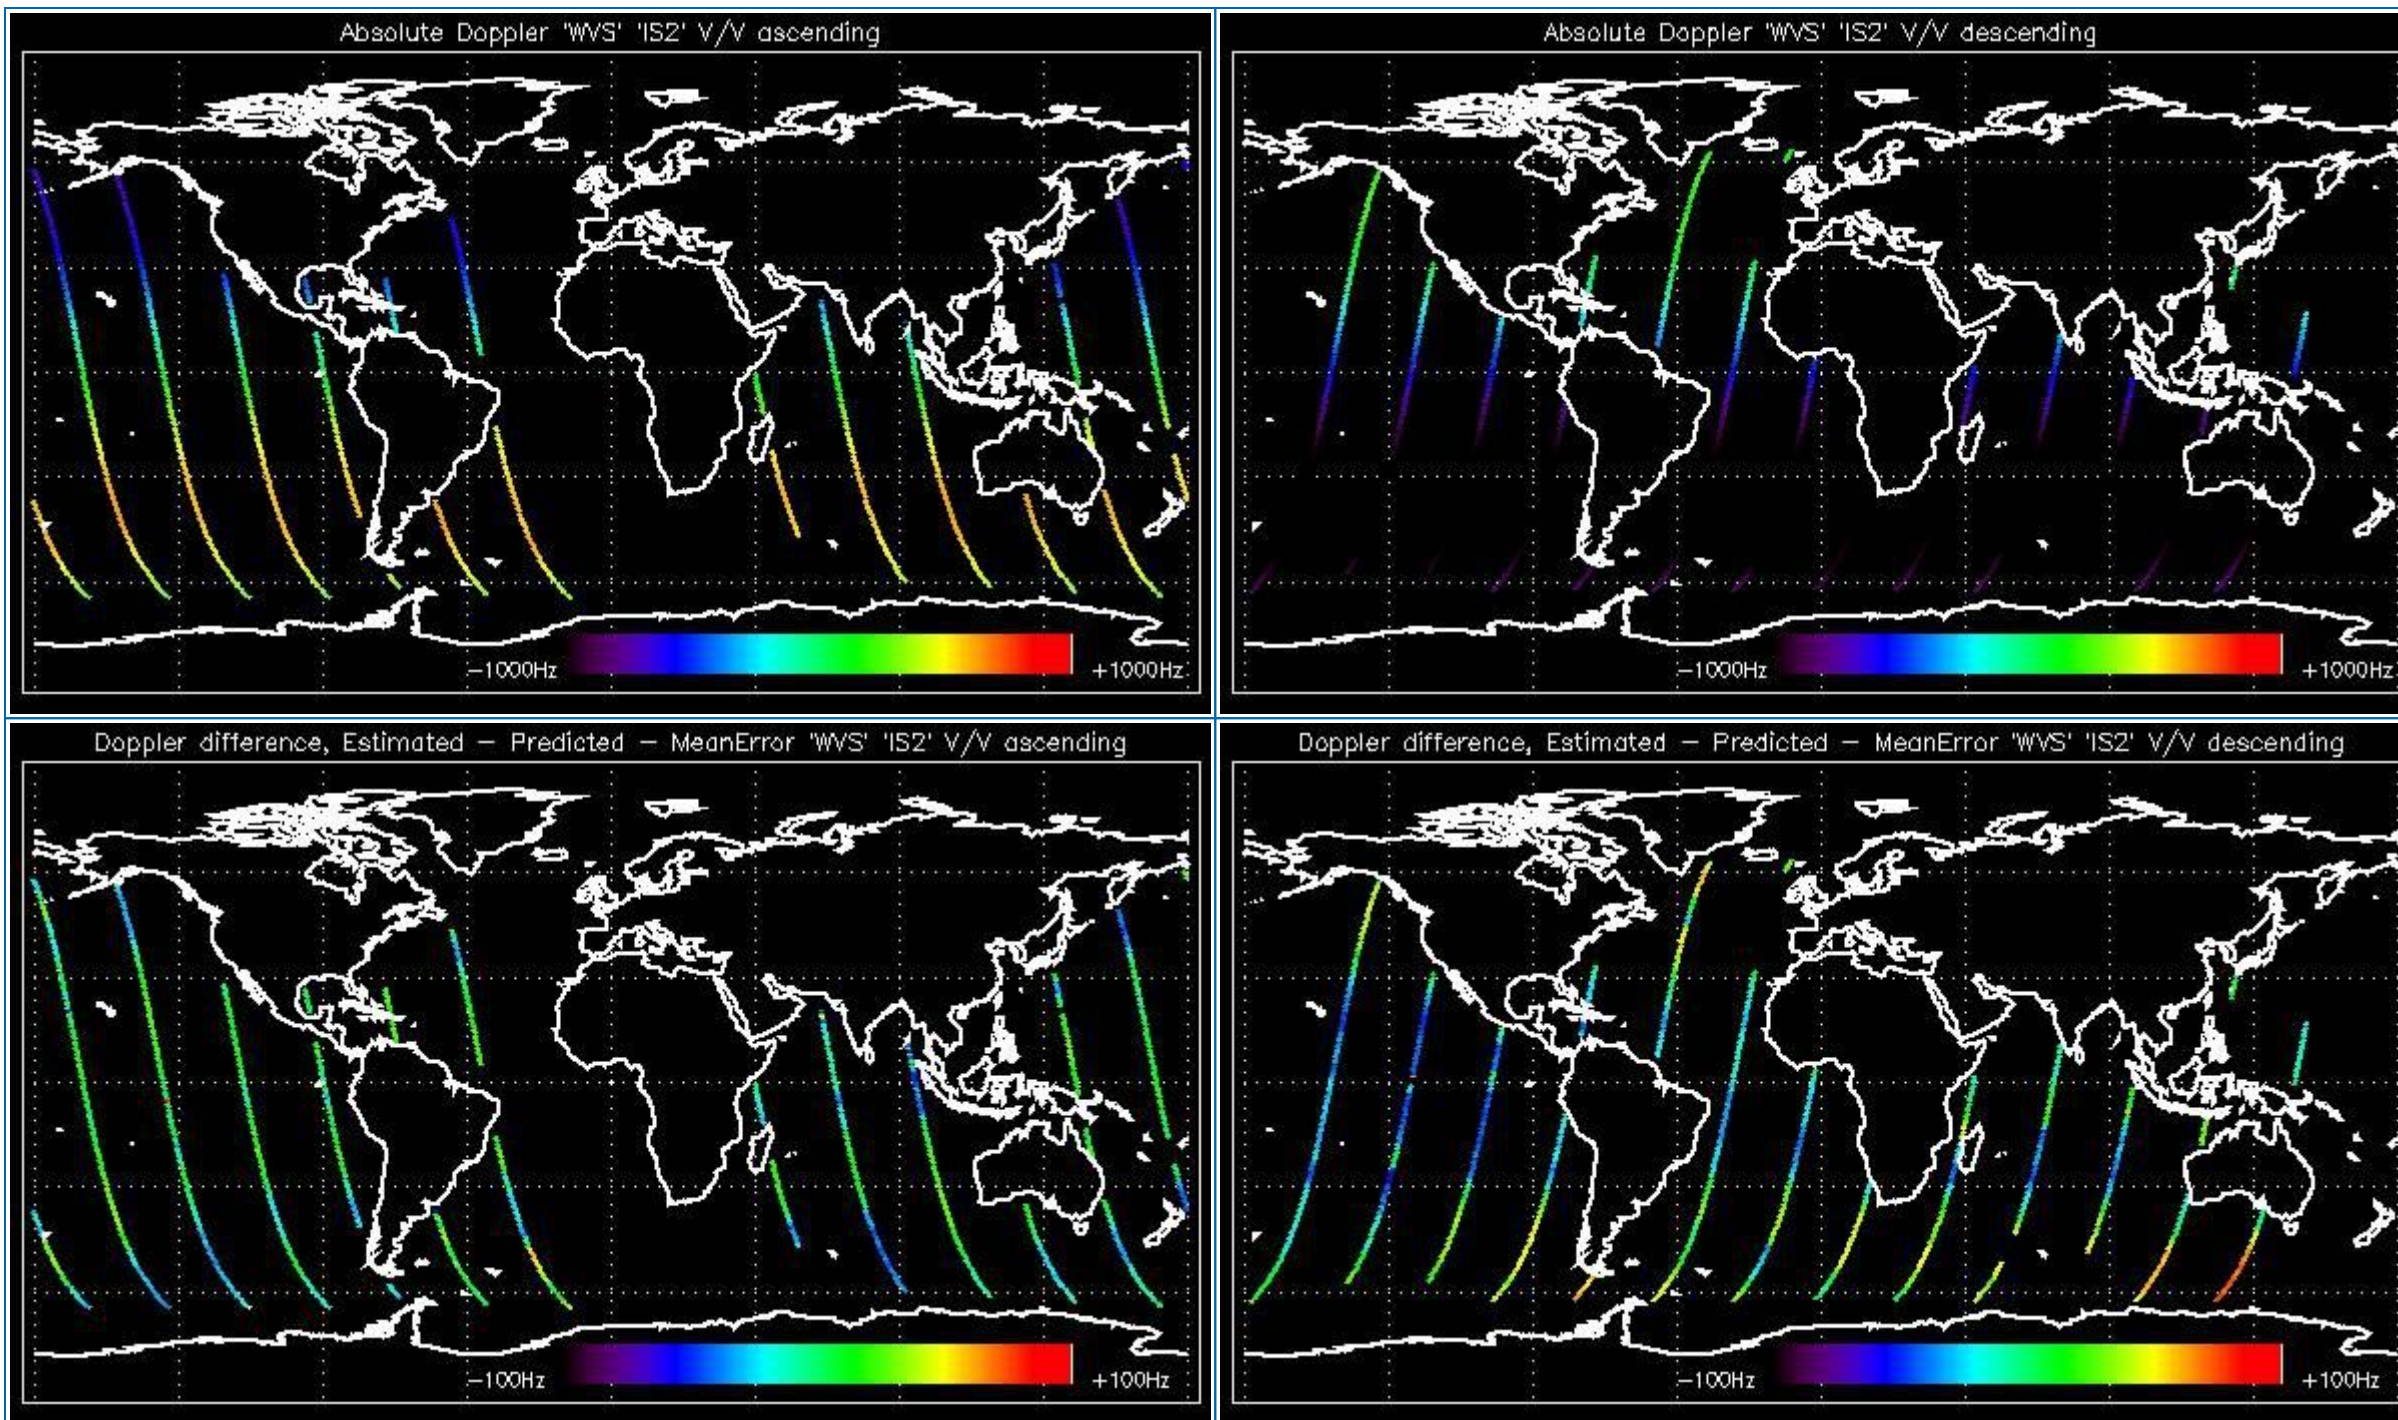 Absolute Doppler 'WVS' 'IS2' V/V ascending
-1000Hz
+1000Hz
Absolute Doppler 'WVS' 'IS2' V/V descending
-1000Hz
+1000Hz
Doppler difference, Estimated - Predicted - MeanError 'WVS' 'IS2' V/V ascending
-100Hz
+100Hz
Doppler difference, Estimated - Predicted - MeanError 'WVS' 'IS2' V/V descending
-100Hz
+100Hz